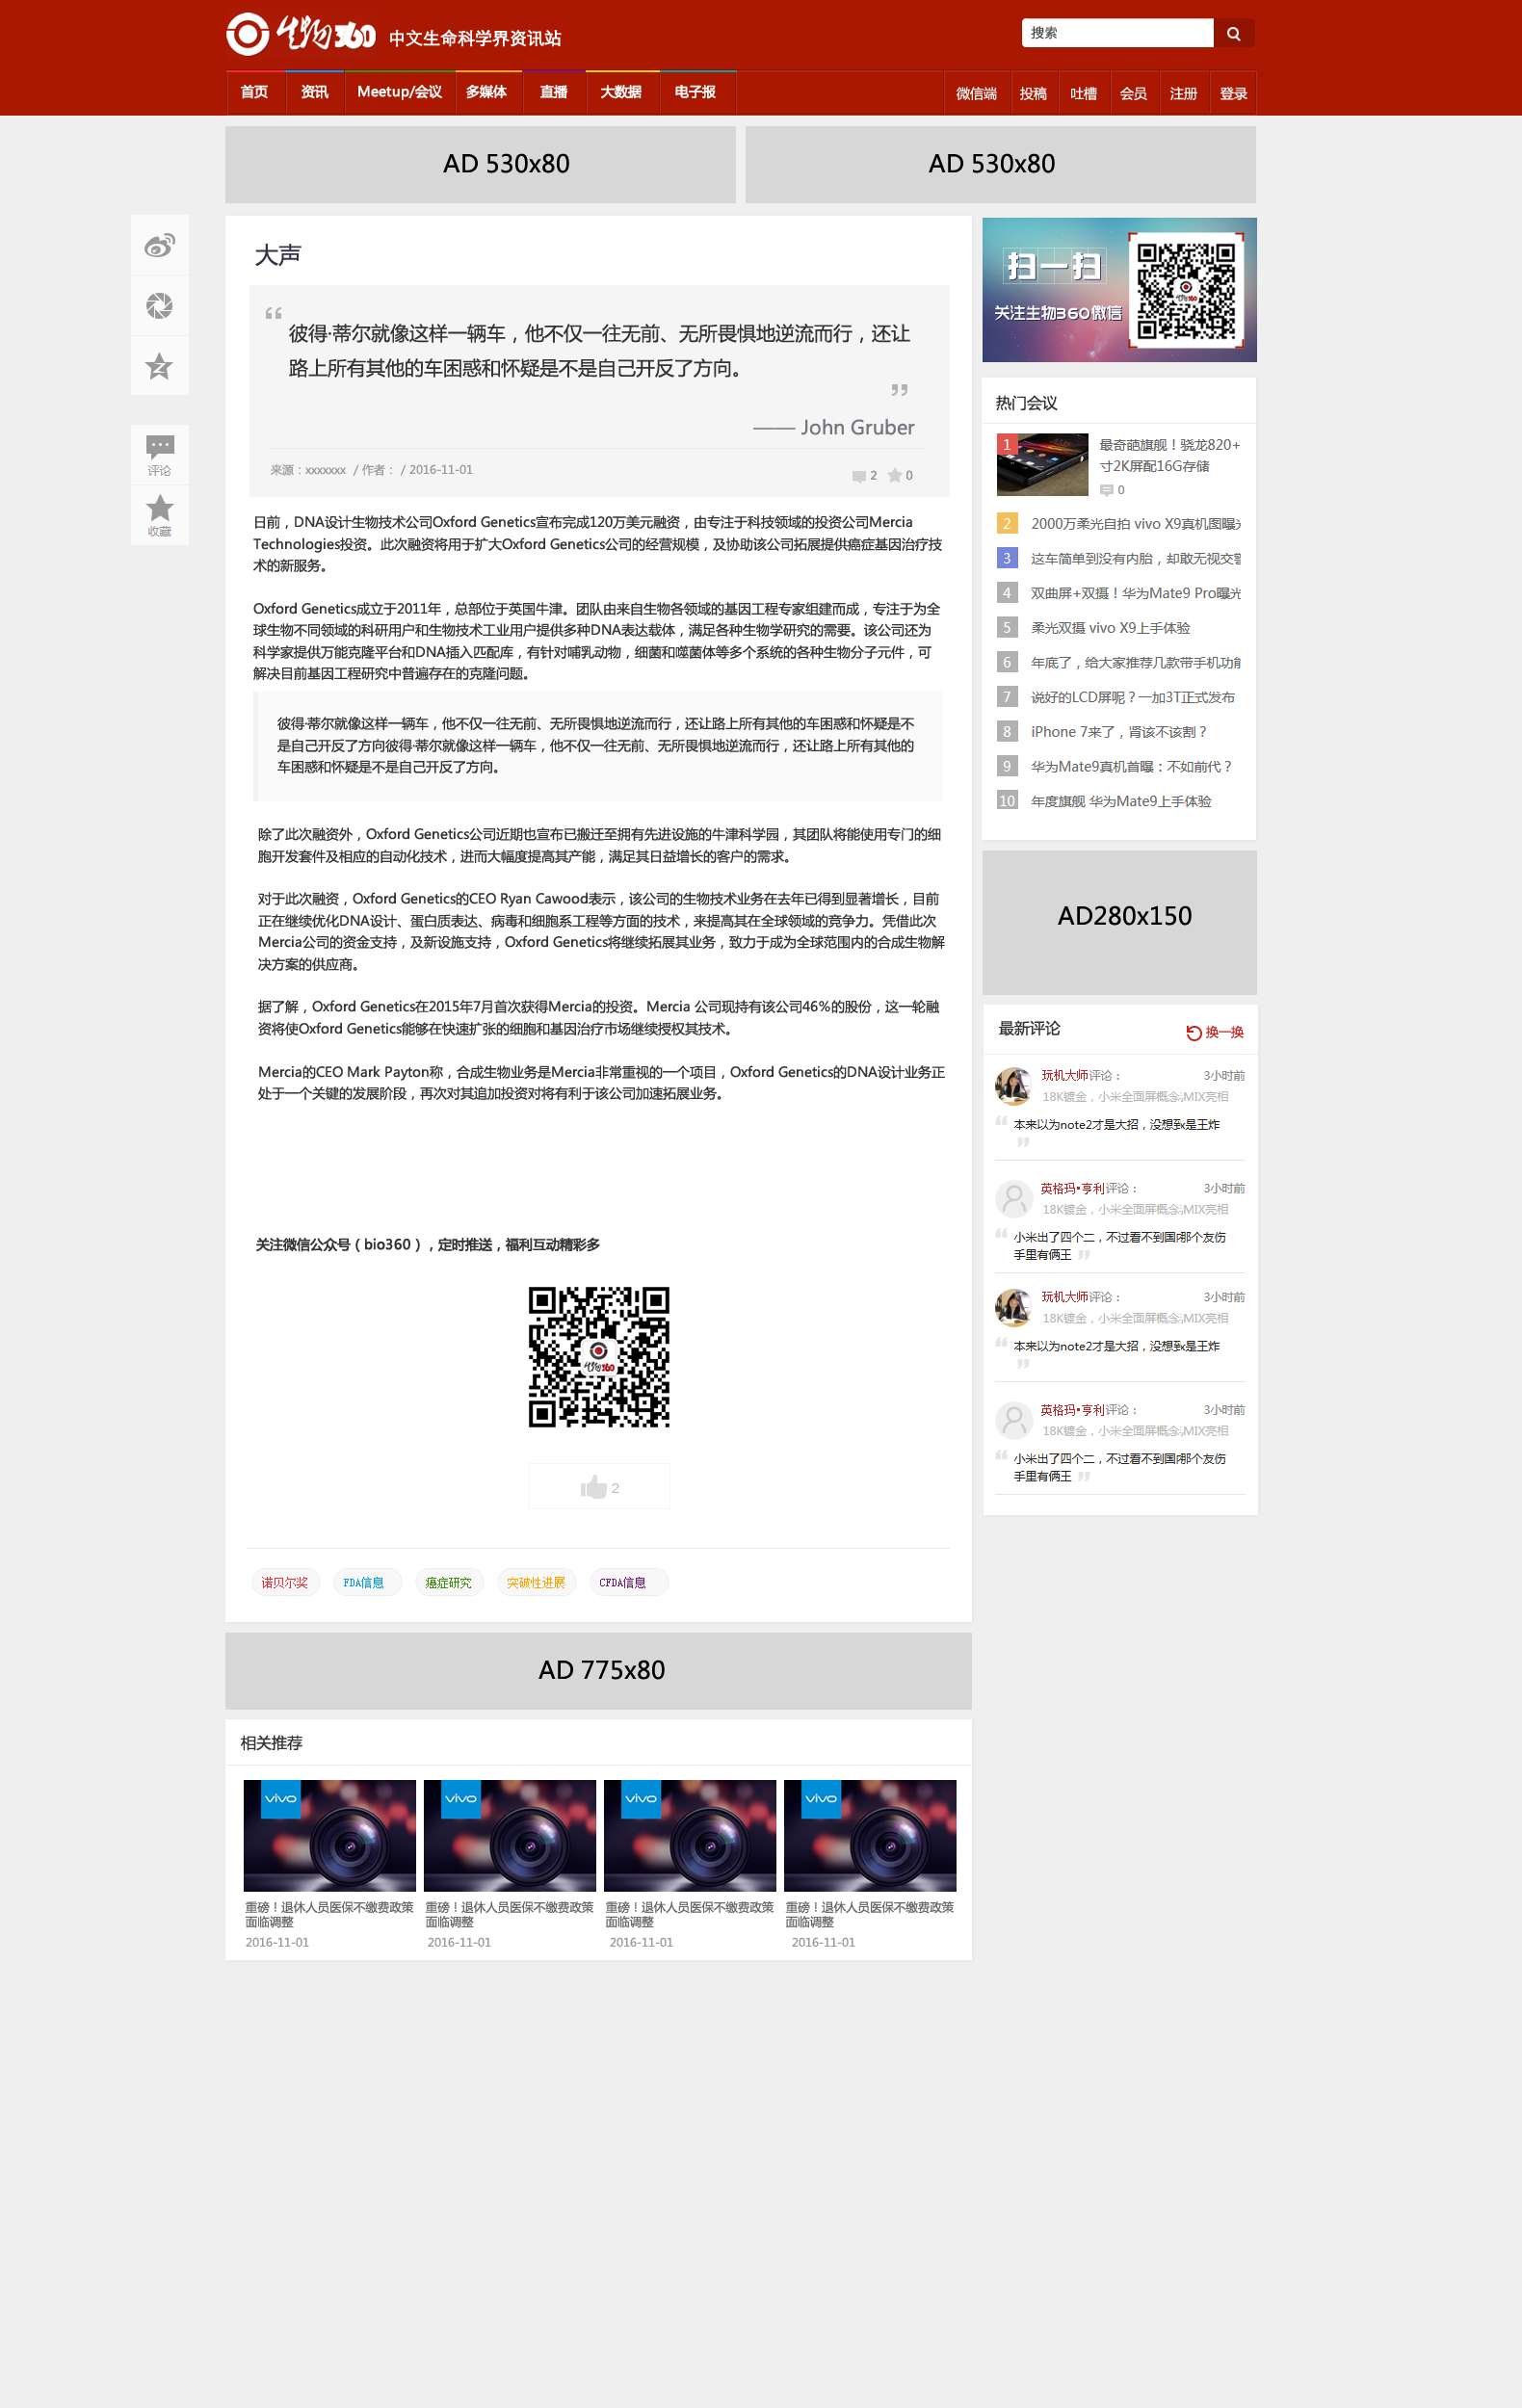 生物360 中文生命科学界资讯站
搜索
首页 资讯 Meetup/会议 多媒体 直播 大数据 电子报 微信端 投稿 吐槽 会员 注册 登录
AD 530x80 AD 530x80
评论
收藏
大声
“ 彼得·蒂尔就像这样一辆车，他不仅一往无前、无所畏惧地逆流而行，还让
路上所有其他的车困惑和怀疑是不是自己开反了方向。
”
—— John Gruber
来源：xxxxxxx / 作者： / 2016-11-01 2 0
日前，DNA设计生物技术公司Oxford Genetics宣布完成120万美元融资，由专注于科技领域的投资公司Mercia
Technologies投资。此次融资将用于扩大Oxford Genetics公司的经营规模，及协助该公司拓展提供癌症基因治疗技
术的新服务。
Oxford Genetics成立于2011年，总部位于英国牛津。团队由来自生物各领域的基因工程专家组建而成，专注于为全
球生物不同领域的科研用户和生物技术工业用户提供多种DNA表达载体，满足各种生物学研究的需要。该公司还为
科学家提供万能克隆平台和DNA插入匹配库，有针对哺乳动物，细菌和噬菌体等多个系统的各种生物分子元件，可
解决目前基因工程研究中普遍存在的克隆问题。
彼得·蒂尔就像这样一辆车，他不仅一往无前、无所畏惧地逆流而行，还让路上所有其他的车困惑和怀疑是不
是自己开反了方向彼得·蒂尔就像这样一辆车，他不仅一往无前、无所畏惧地逆流而行，还让路上所有其他的
车困惑和怀疑是不是自己开反了方向。
除了此次融资外，Oxford Genetics公司近期也宣布已搬迁至拥有先进设施的牛津科学园，其团队将能使用专门的细
胞开发套件及相应的自动化技术，进而大幅度提高其产能，满足其日益增长的客户的需求。
对于此次融资，Oxford Genetics的CEO Ryan Cawood表示，该公司的生物技术业务在去年已得到显著增长，目前
正在继续优化DNA设计、蛋白质表达、病毒和细胞系工程等方面的技术，来提高其在全球领域的竞争力。凭借此次
Mercia公司的资金支持，及新设施支持，Oxford Genetics将继续拓展其业务，致力于成为全球范围内的合成生物解
决方案的供应商。
据了解，Oxford Genetics在2015年7月首次获得Mercia的投资。Mercia 公司现持有该公司46%的股份，这一轮融
资将使Oxford Genetics能够在快速扩张的细胞和基因治疗市场继续授权其技术。
Mercia的CEO Mark Payton称，合成生物业务是Mercia非常重视的一个项目，Oxford Genetics的DNA设计业务正
处于一个关键的发展阶段，再次对其追加投资对将有利于该公司加速拓展业务。
关注微信公众号（bio360），定时推送，福利互动精彩多
生物360
2
诺贝尔奖 FDA信息 癌症研究 突破性进展 CFDA信息
AD 775x80
相关推荐
vivo vivo vivo vivo
重磅！退休人员医保不缴费政策 重磅！退休人员医保不缴费政策 重磅！退休人员医保不缴费政策 重磅！退休人员医保不缴费政策
面临调整 面临调整 面临调整 面临调整
2016-11-01 2016-11-01 2016-11-01 2016-11-01
扫一扫
关注生物360微信
生物360
热门会议
1 最奇葩旗舰！骁龙820+
寸2K屏配16G存储
0
2 2000万柔光自拍 vivo X9真机图曝
3 这车简单到没有内胎，却敢无视交警
4 双曲屏+双摄！华为Mate9 Pro曝光
5 柔光双摄 vivo X9上手体验
6 年底了，给大家推荐几款带手机功能
7 说好的LCD屏呢？一加3T正式发布
8 iPhone 7来了，肾该不该割？
9 华为Mate9真机首曝：不如前代？
10 年度旗舰 华为Mate9上手体验
AD280x150
最新评论 换一换
玩机大师评论： 3小时前
18K镀金，小米全面屏概念MIX亮相
“ 本来以为note2才是大招，没想到是王炸
”
英格玛•亨利评论： 3小时前
18K镀金，小米全面屏概念MIX亮相
“ 小米出了四个二，不过看不到国内那个友伤
手里有俩王 ”
玩机大师评论： 3小时前
18K镀金，小米全面屏概念MIX亮相
“ 本来以为note2才是大招，没想到是王炸
”
英格玛•亨利评论： 3小时前
18K镀金，小米全面屏概念MIX亮相
“ 小米出了四个二，不过看不到国内那个友伤
手里有俩王 ”